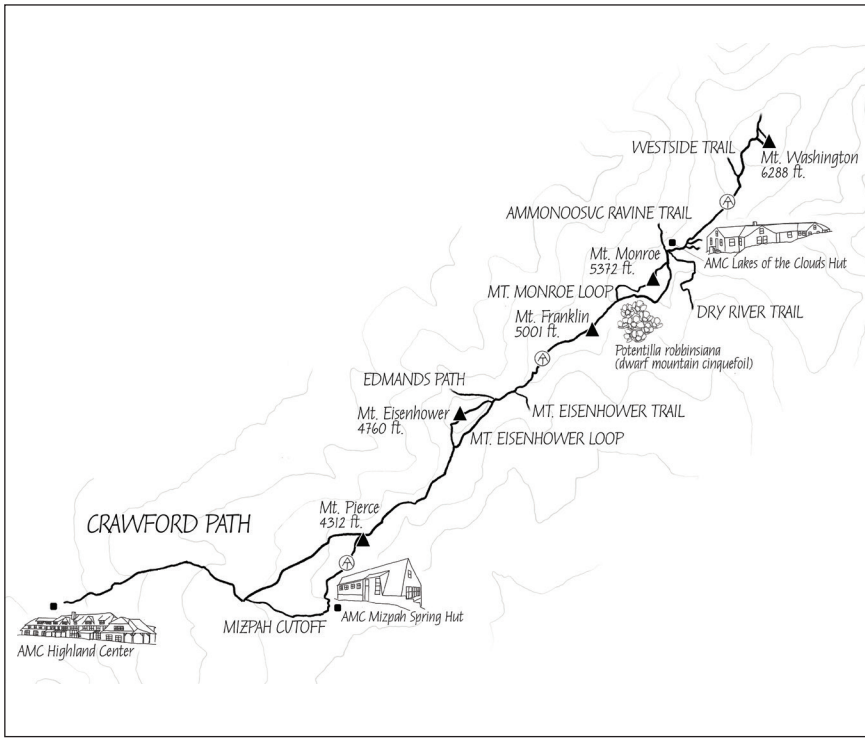 WESTSIDE TRAIL
Mt. Washington
6288 ft.
AMMONOOSUC RAVINE TRAIL
AMC Lakes of the Clouds Hut
Mt. Monroe
5372 ft.
MT. MONROE LOOP
DRY RIVER TRAIL
Mt. Franklin
5001 ft.
Potentilla robbinsiana
(dwarf mountain cinquefoil)
EDMANDS PATH
Mt. Eisenhower
4760 ft.
MT. EISENHOWER TRAIL
MT. EISENHOWER LOOP
Mt. Pierce
4312 ft.
CRAWFORD PATH
AMC Mizpah Spring Hut
MIZPAH CUTOFF
AMC Highland Center